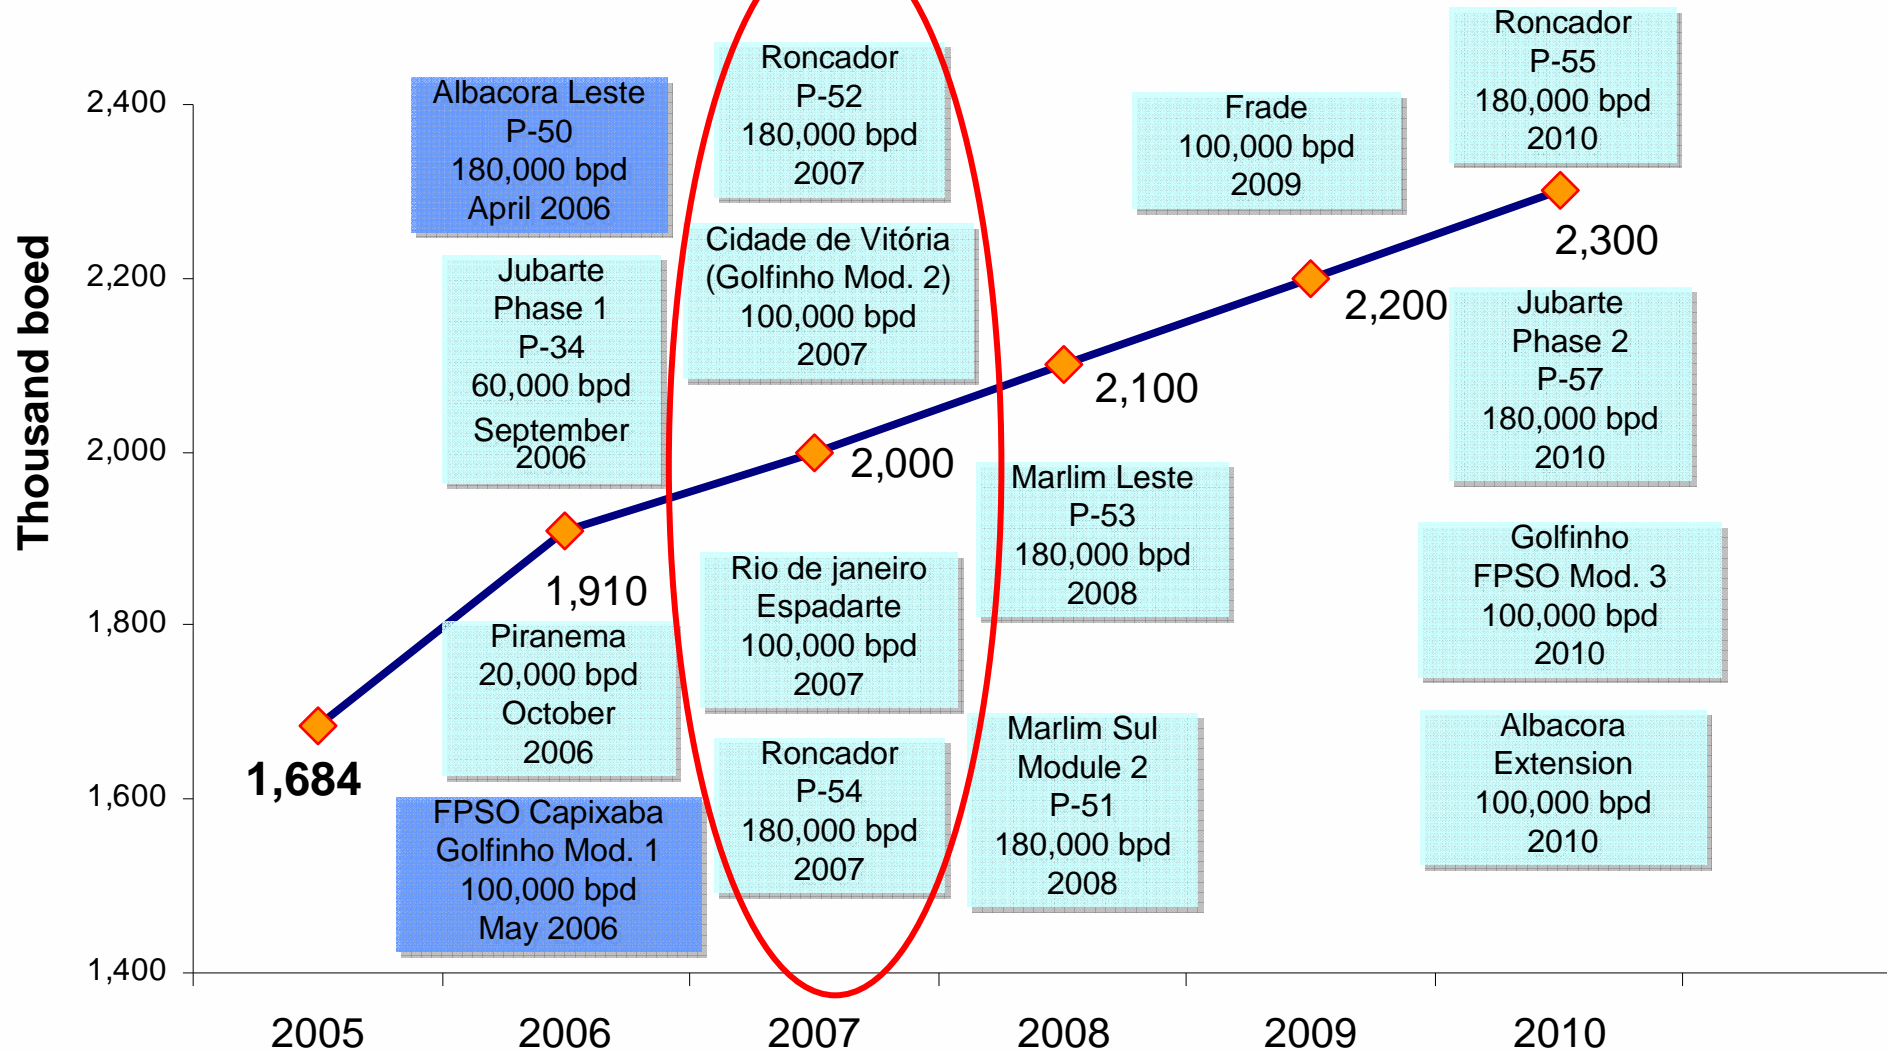 Thousand boed
2,400
2,200
2,000
1,800
1,600
1,400
Albacora Leste
P-50
180,000 bpd
April 2006
Jubarte
Phase 1
P-34
60,000 bpd
September
2006
1,910
Piranema
20,000 bpd
October
2006
1,684
FPSO Capixaba
Golfinho Mod. 1
100,000 bpd
May 2006
Roncador
P-52
180,000 bpd
2007
Cidade de Vitória
(Golfinho Mod. 2)
100,000 bpd
2007
2,000
Rio de janeiro
Espadarte
100,000 bpd
2007
Roncador
P-54
180,000 bpd
2007
2,100
Marlim Leste
P-53
180,000 bpd
2008
Marlim Sul
Module 2
P-51
180,000 bpd
2008
Frade
100,000 bpd
2009
2,200
Roncador
P-55
180,000 bpd
2010
2,300
Jubarte
Phase 2
P-57
180,000 bpd
2010
Golfinho
FPSO Mod. 3
100,000 bpd
2010
Albacora
Extension
100,000 bpd
2010
2005
2006
2007
2008
2009
2010